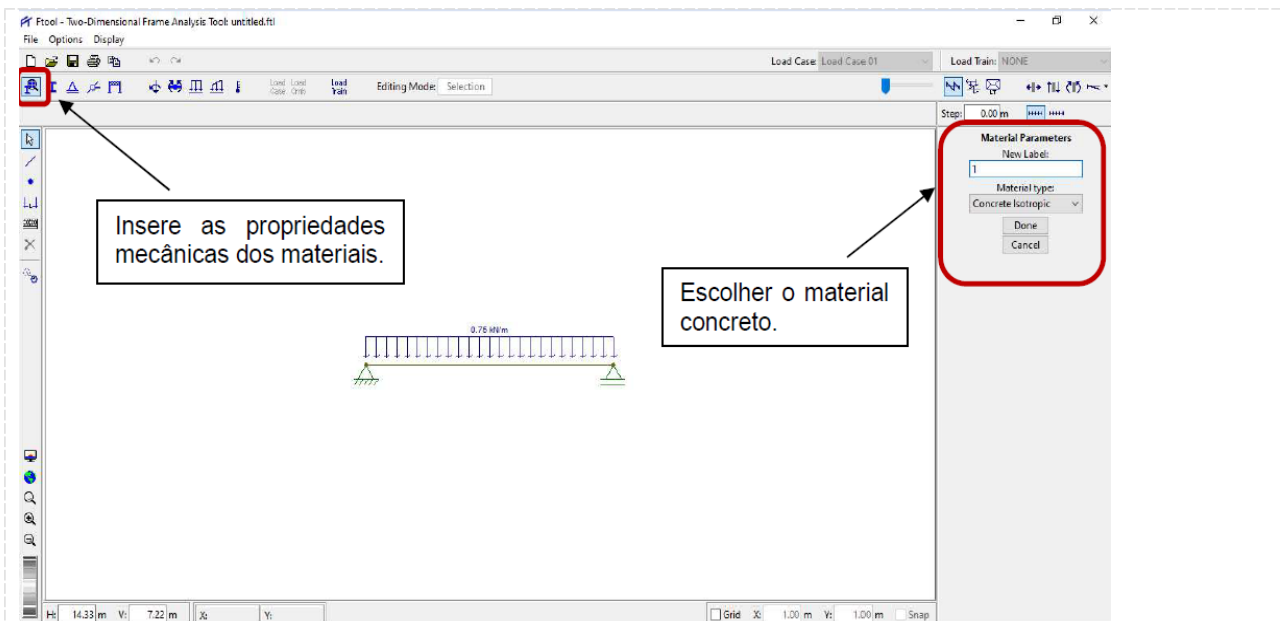 Ftool - Two-Dimensional Frame Analysis Tool: untitled.ftl
File Options Display
Load Case: Load Case 01
Load Train: NONE
Load Case
Load Cmb
Load Train
Editing Mode: Selection
Step: 0.00 m
Material Parameters
New Label:
1
Material type:
Concrete Isotropic
Done
Cancel
Insere as propriedades
mecânicas dos materiais.
Escolher o material
concreto.
0.75 kN/m
H: 14.33 m V: 7.22 m X: Y:
Grid X: 1.00 m Y: 1.00 m Snap